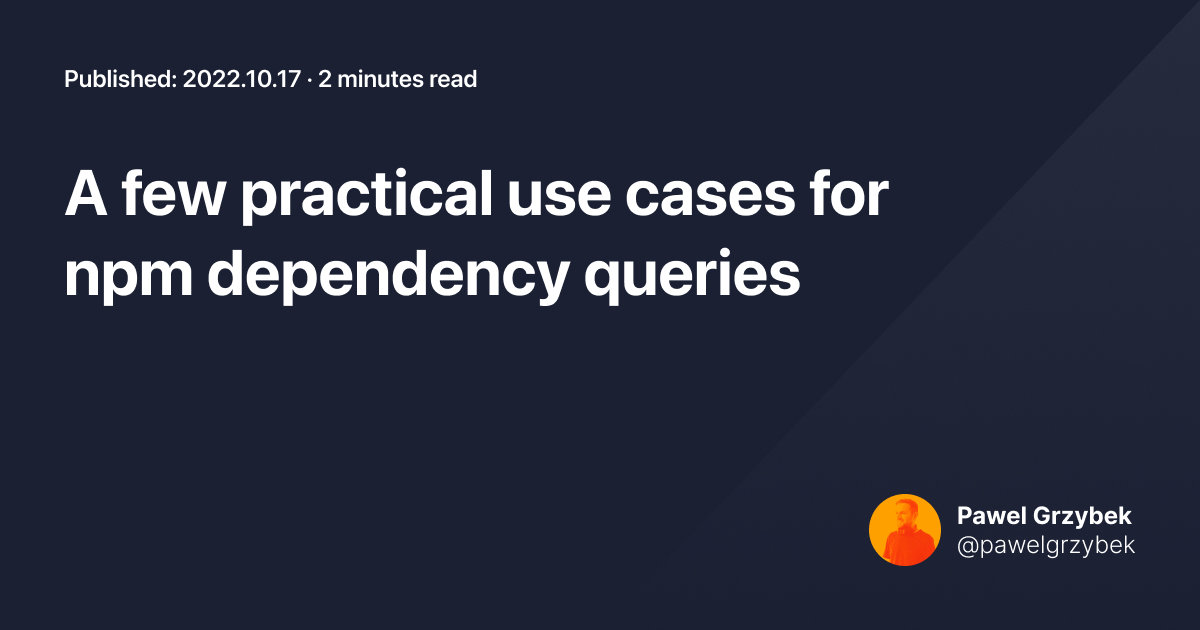 Published: 2022.10.17 · 2 minutes read
A few practical use cases for
npm dependency queries
Pawel Grzybek
@pawelgrzybek